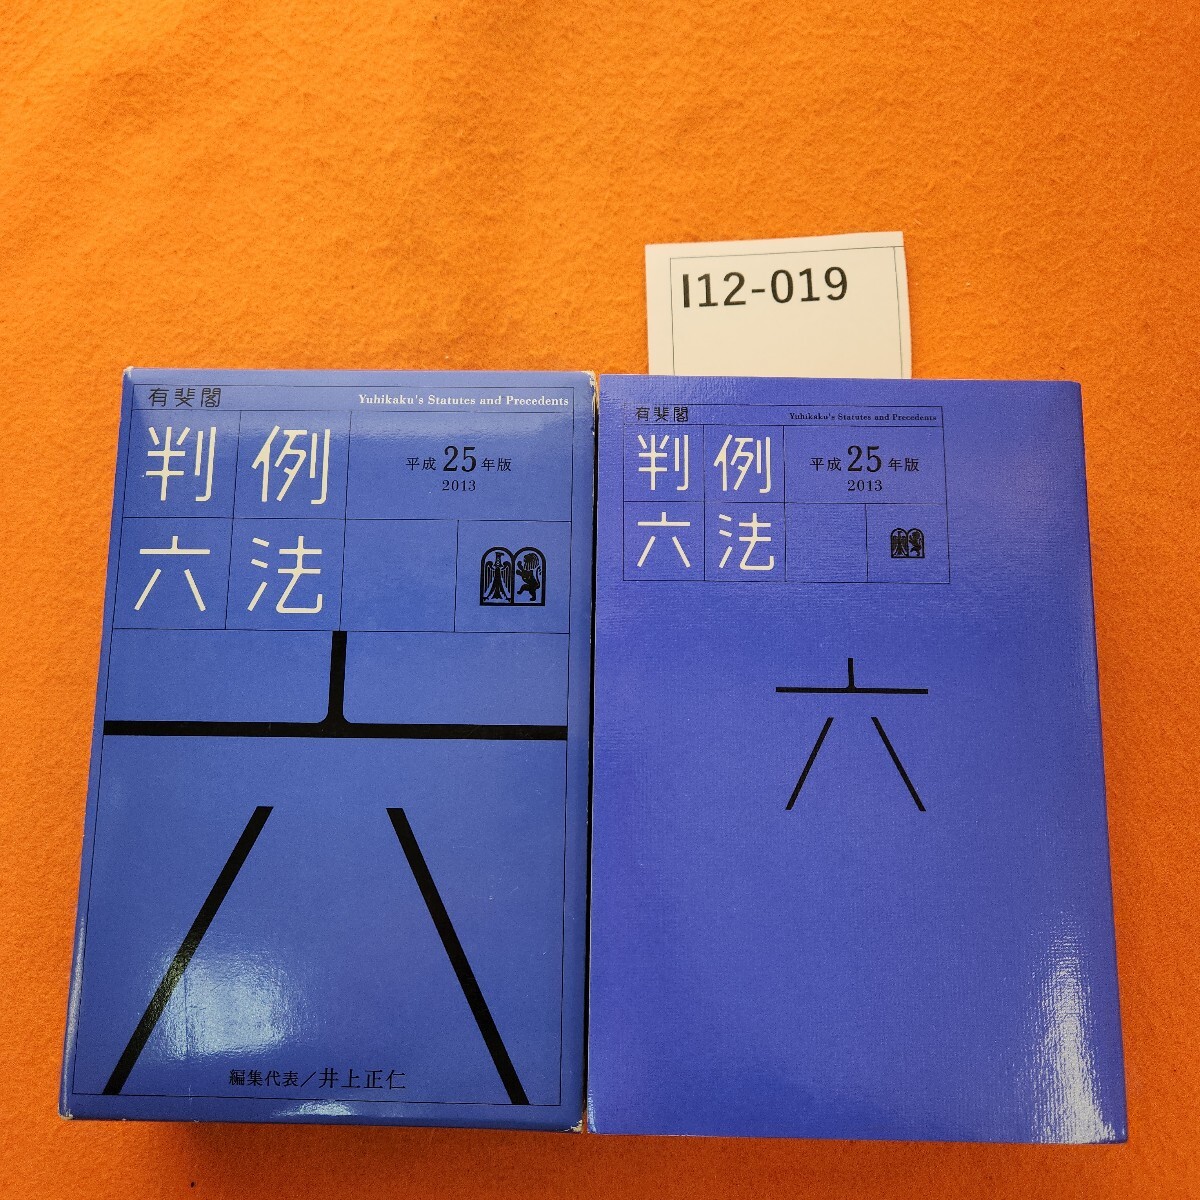 I12-019
有斐閣
Yuhikaku's Statutes and Precedents
判例
六法
平成25年版
2013
六
編集代表／井上正仁
有斐閣
Yuhikaku's Statutes and Precedents
判例
六法
平成25年版
2013
六